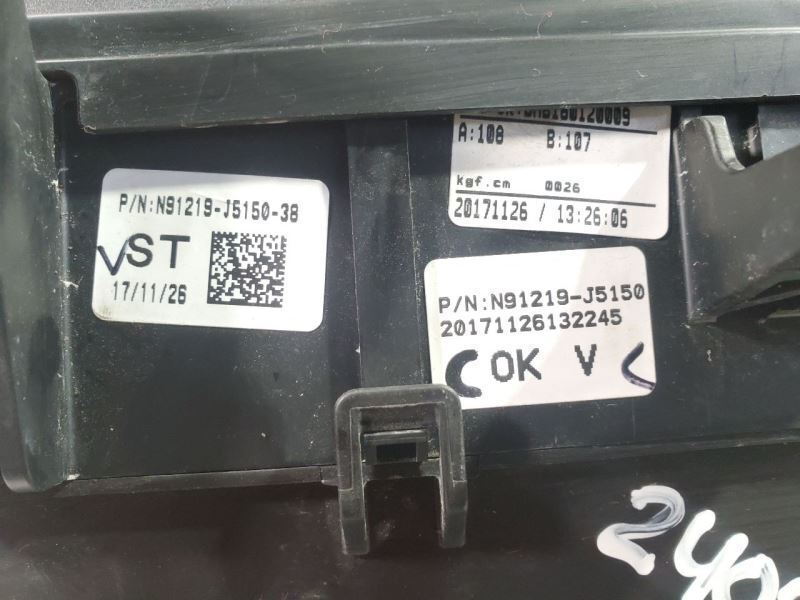 P/N:N91219-J5150-38
ST
17/11/26
A:108 B:107
kgf.cm 0026
20171126 / 13:26:06
P/N:N91219-J5150
20171126132245
OK V